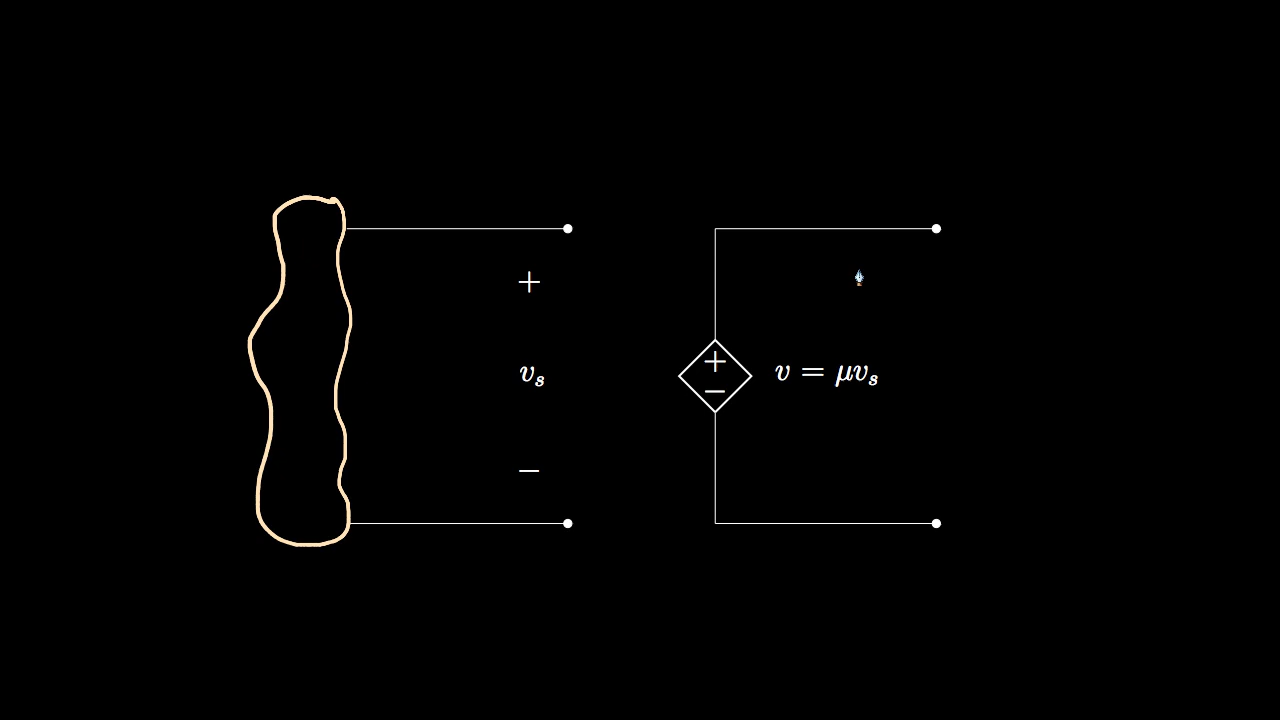 +
v_s
−
+
−
v = μv_s